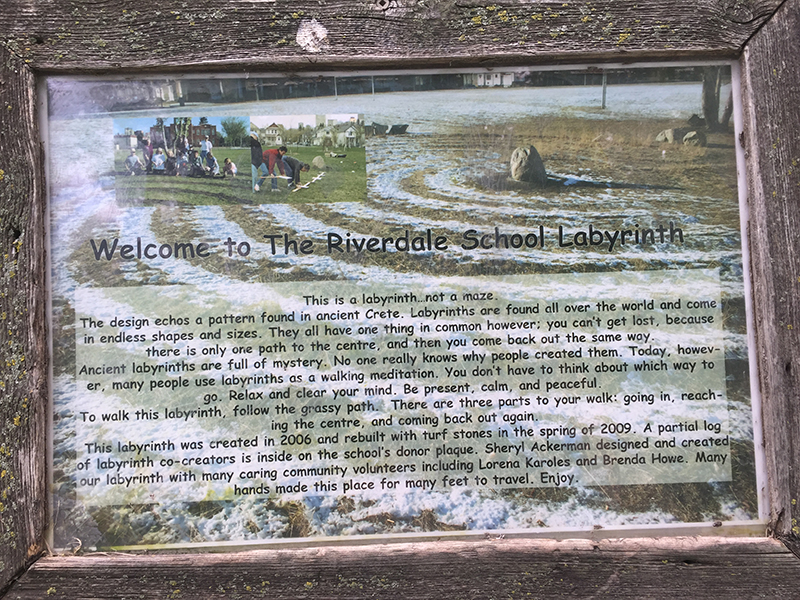 Welcome to The Riverdale School Labyrinth
This is a labyrinth...not a maze.
The design echos a pattern found in ancient Crete. Labyrinths are found all over the world and come
in endless shapes and sizes. They all have one thing in common however; you can't get lost, because
there is only one path to the centre, and then you come back out the same way.
Ancient labyrinths are full of mystery. No one really knows why people created them. Today, howev-
er, many people use labyrinths as a walking meditation. You don't have to think about which way to
go. Relax and clear your mind. Be present, calm, and peaceful.
To walk this labyrinth, follow the grassy path. There are three parts to your walk: going in, reach-
ing the centre, and coming back out again.
This labyrinth was created in 2006 and rebuilt with turf stones in the spring of 2009. A partial log
of labyrinth co-creators is inside on the school's donor plaque. Sheryl Ackerman designed and created
our labyrinth with many caring community volunteers including Lorena Karoles and Brenda Howe. Many
hands made this place for many feet to travel. Enjoy.